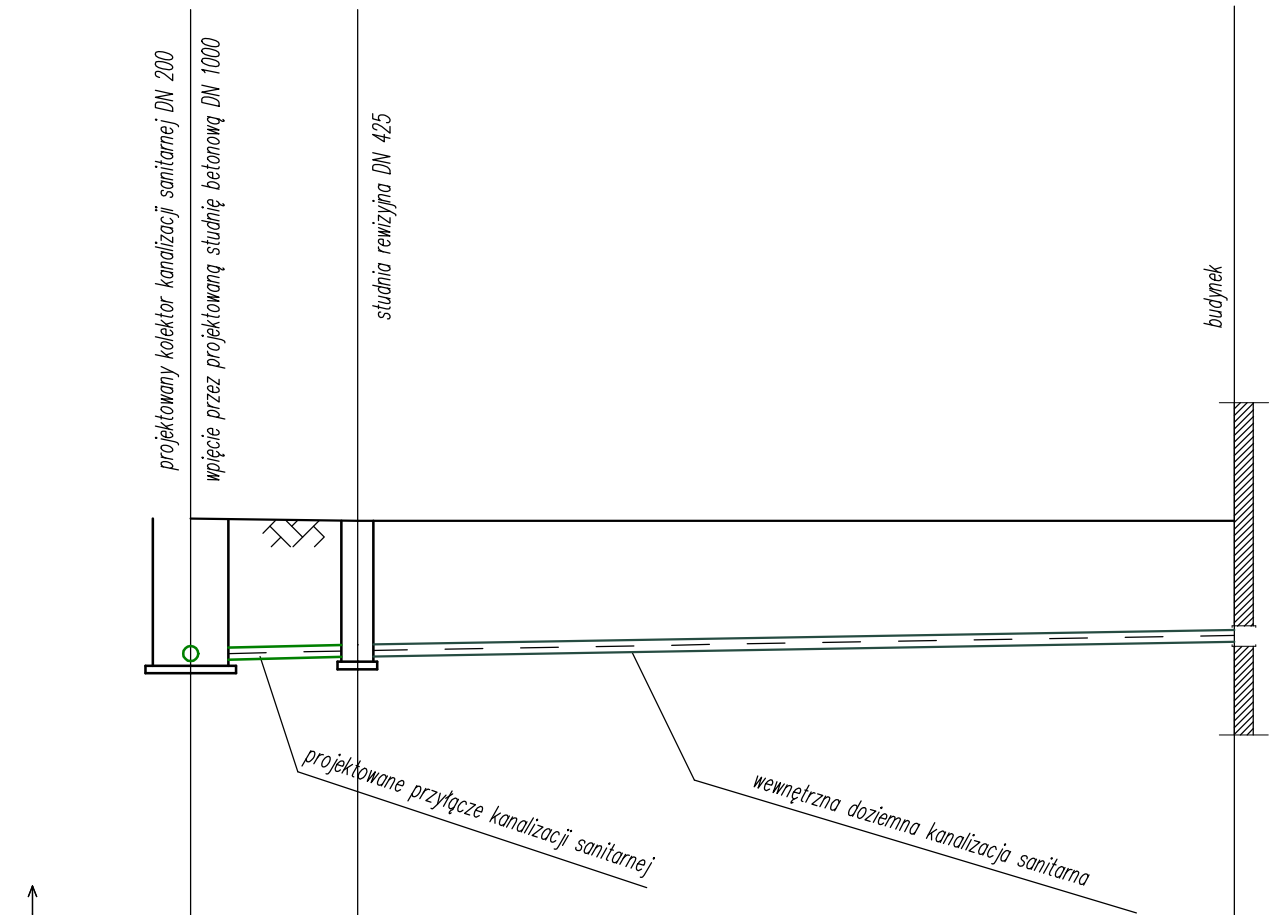 projektowany kolektor kanalizacji sanitarnej DN 200
wpięcie przez projektowaną studnię betonową DN 1000
studnia rewizyjna DN 425
budynek
projektowane przyłącze kanalizacji sanitarnej
wewnętrzna doziemna kanalizacja sanitarna